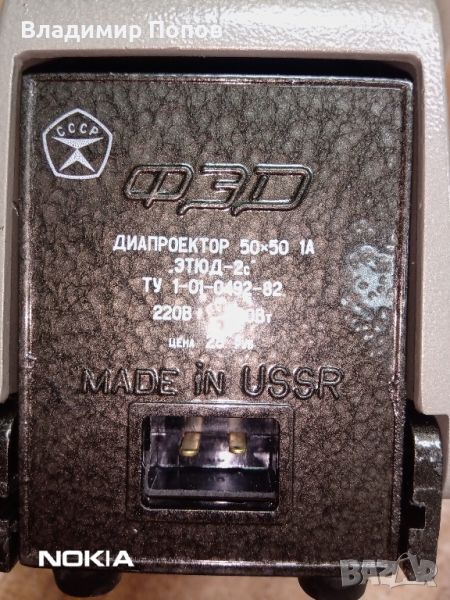 Владимир Попов
СССР
ФЭД
ДИАПРОЕКТОР 50×50 1А
„ЭТЮД-2с
ТУ 1-01-0492-82
220В
ЦЕНА
MADE iN USSR
NOKIA
BAZAR